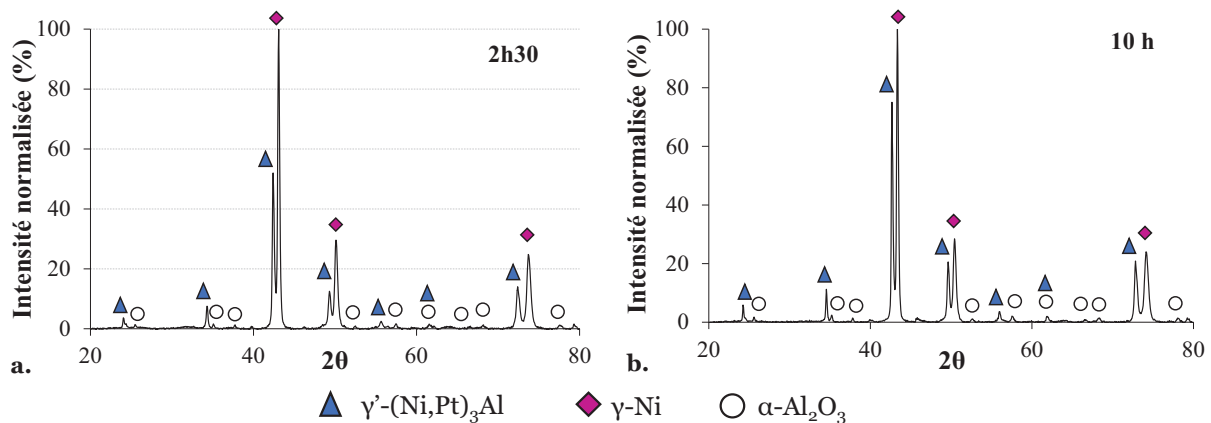 Intensité normalisée (%)
100
80
60
40
20
0
20
40
60
80
2θ
2h30
a.
Intensité normalisée (%)
100
80
60
40
20
0
20
40
60
80
2θ
10 h
b.
γ’-(Ni,Pt)₃Al
γ-Ni
α-Al₂O₃